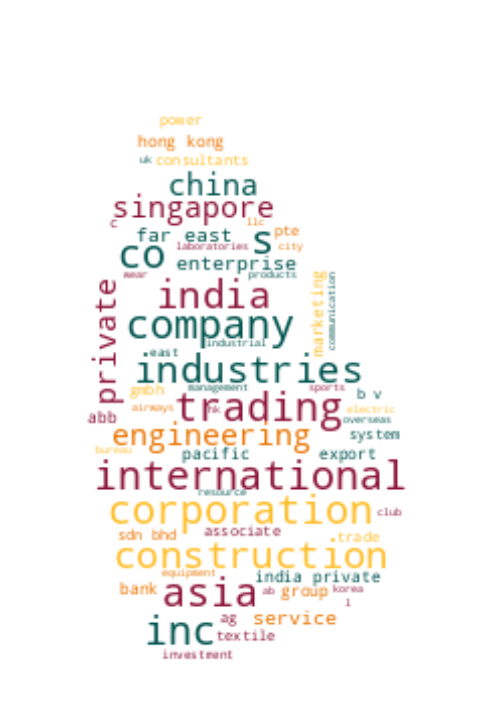 power
hong kong
uk consultants
china
singapore
c llc
far east s pte
co laboratories city
enterprise
wear products
india
private
marketing
communication
company
industrial
east
industries
gmbh management sports
b v
trading
airways hk electric
abb overseas
engineering system
bureau pacific export
international
resource
corporation club
sdn bhd associate trade
construction
equipment india private
bank asia ab group korea
l
inc ag service
textile
investment